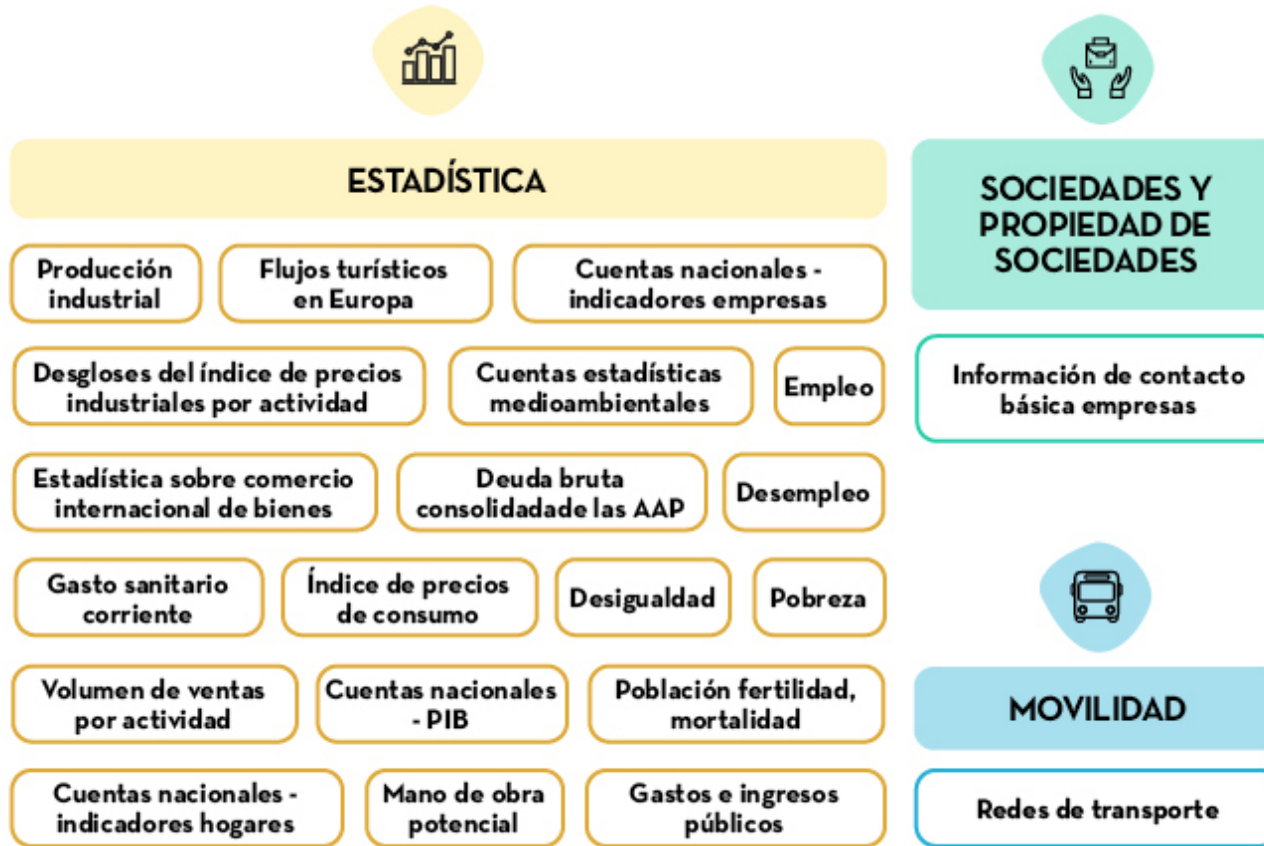 ESTADÍSTICA
Producción
industrial
Flujos turísticos
en Europa
Cuentas nacionales -
indicadores empresas
Desgloses del índice de precios
industriales por actividad
Cuentas estadísticas
medioambientales
Empleo
Estadística sobre comercio
internacional de bienes
Deuda bruta
consolidadade las AAP
Desempleo
Gasto sanitario
corriente
Índice de precios
de consumo
Desigualdad
Pobreza
Volumen de ventas
por actividad
Cuentas nacionales
- PIB
Población fertilidad,
mortalidad
Cuentas nacionales -
indicadores hogares
Mano de obra
potencial
Gastos e ingresos
públicos
SOCIEDADES Y
PROPIEDAD DE
SOCIEDADES
Información de contacto
básica empresas
MOVILIDAD
Redes de transporte